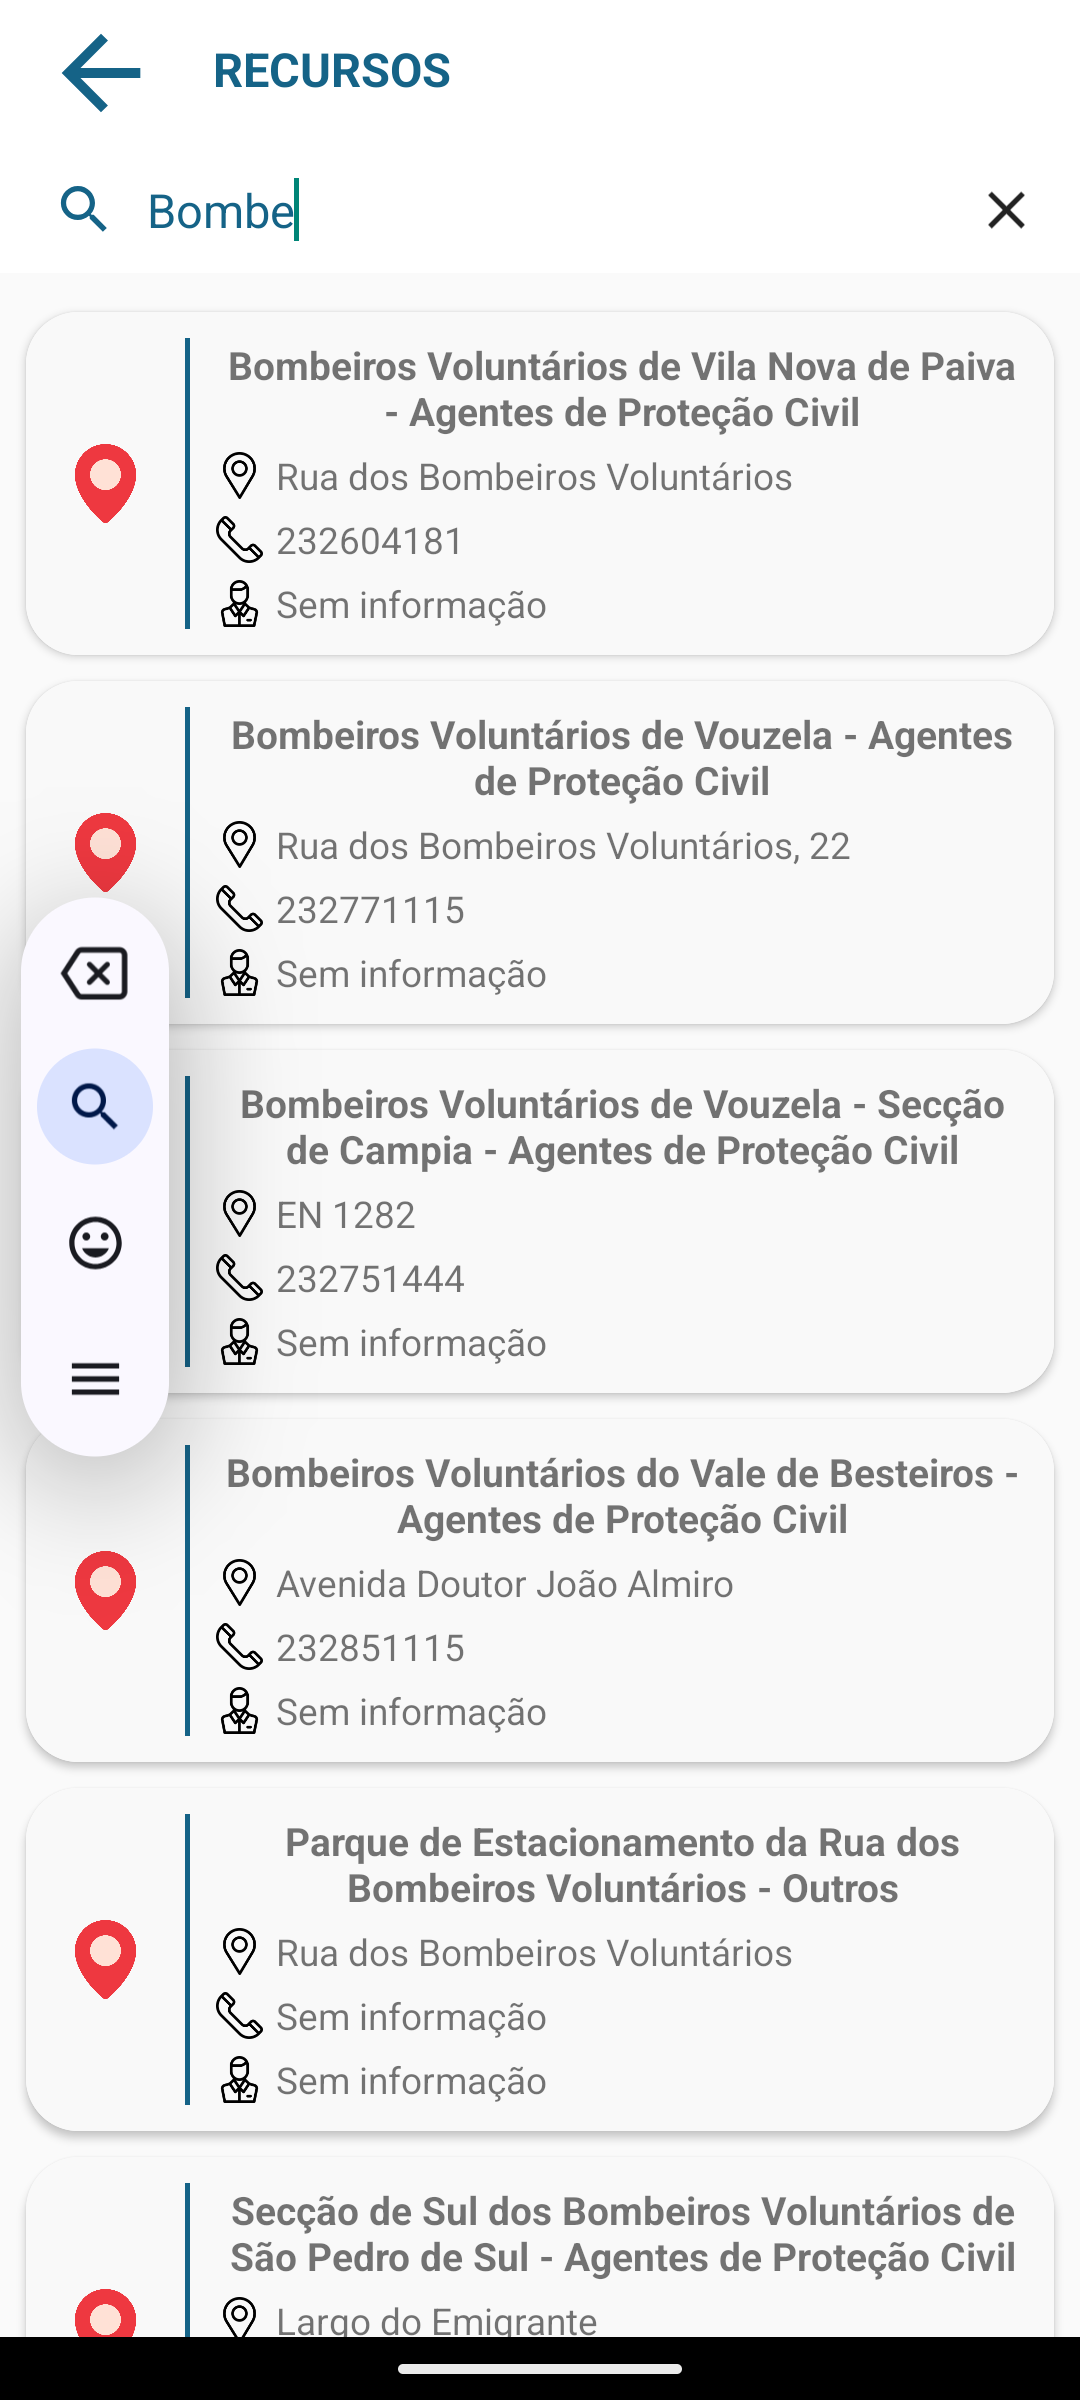 RECURSOS
Bombe
Bombeiros Voluntários de Vila Nova de Paiva
- Agentes de Proteção Civil
Rua dos Bombeiros Voluntários
232604181
Sem informação
Bombeiros Voluntários de Vouzela - Agentes
de Proteção Civil
Rua dos Bombeiros Voluntários, 22
232771115
Sem informação
Bombeiros Voluntários de Vouzela - Secção
de Campia - Agentes de Proteção Civil
EN 1282
232751444
Sem informação
Bombeiros Voluntários do Vale de Besteiros -
Agentes de Proteção Civil
Avenida Doutor João Almiro
232851115
Sem informação
Parque de Estacionamento da Rua dos
Bombeiros Voluntários - Outros
Rua dos Bombeiros Voluntários
Sem informação
Sem informação
Secção de Sul dos Bombeiros Voluntários de
São Pedro de Sul - Agentes de Proteção Civil
Largo do Emigrante